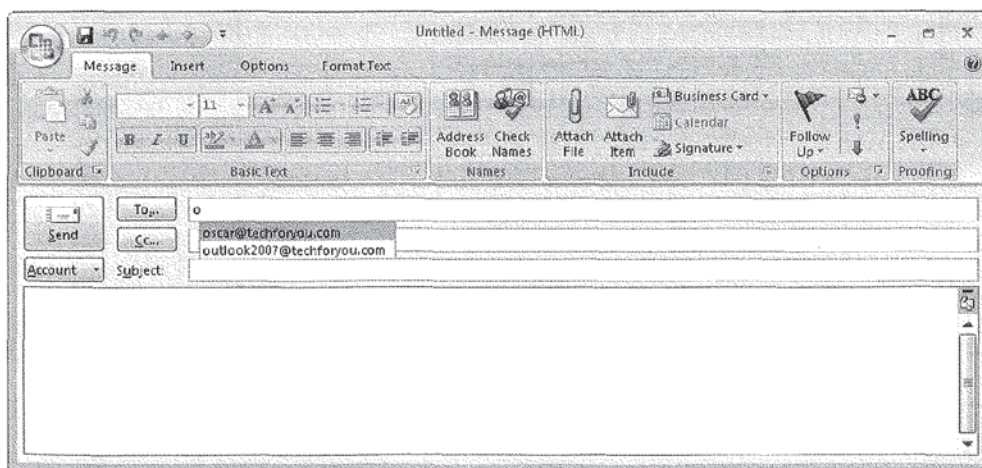 Untitled - Message (HTML)
Message Insert Options Format Text
Paste
Clipboard
11
A A
B I U
Basic Text
Address Book
Check Names
Names
Attach File
Attach Item
Business Card
Calendar
Signature
Include
Follow Up
Options
ABC
Spelling
Proofing
Send
To... o
oscar@techforyou.com
Cc...
outlook2007@techforyou.com
Account
Subject: